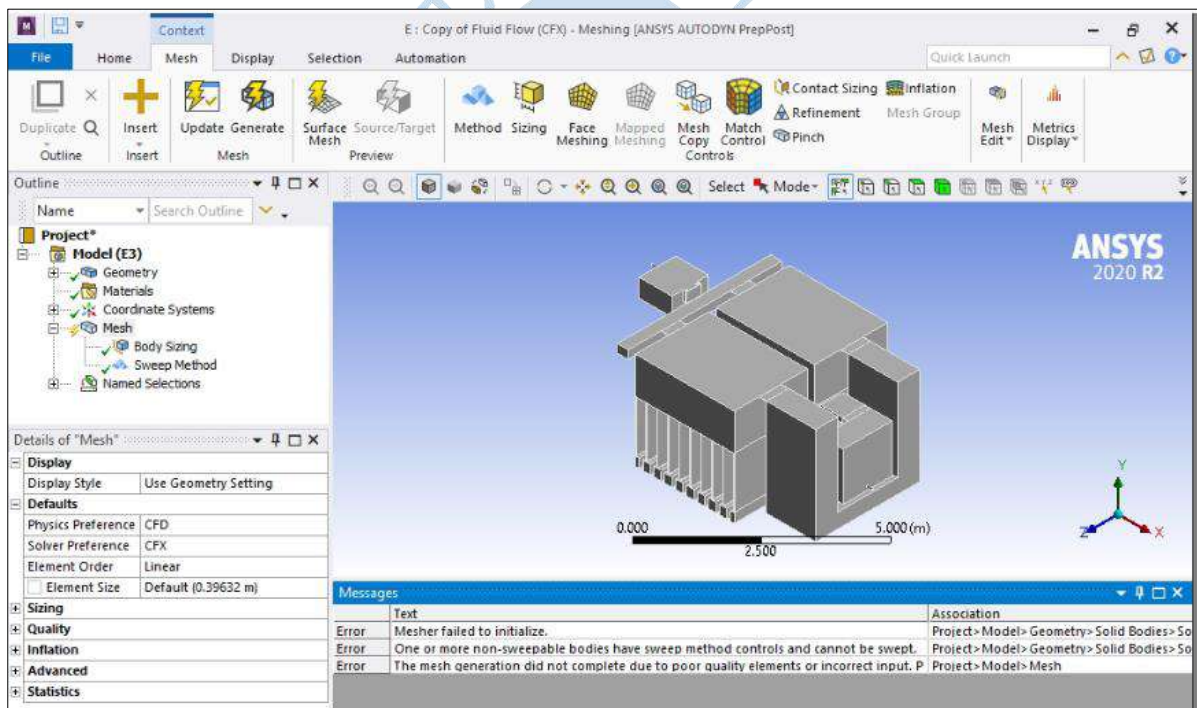 M Context E : Copy of Fluid Flow (CFX) - Meshing [ANSYS AUTODYN PrepPost]
File Home Mesh Display Selection Automation Quick Launch
Duplicate Q Insert Update Generate Surface Mesh Source/Target Method Sizing Face Meshing Mapped Meshing Mesh Copy Match Control Contact Sizing Refinement Pinch Inflation Mesh Group Mesh Edit Metrics Display
Outline Insert Mesh Preview Controls
Outline
Name Search Outline
Select Mode
Project*
Model (E3)
Geometry
Materials
Coordinate Systems
Mesh
Body Sizing
Sweep Method
Named Selections
ANSYS
2020 R2
Details of "Mesh"
Display
Display Style Use Geometry Setting
Defaults
Physics Preference CFD
Solver Preference CFX
Element Order Linear
Element Size Default (0.39632 m)
Sizing
Quality
Inflation
Advanced
Statistics
0.000 5.000 (m)
2.500
Y
Z X
Messages
Text Association
Error Mesher failed to initialize. Project>Model>Geometry>Solid Bodies>So
Error One or more non-sweepable bodies have sweep method controls and cannot be swept. Project>Model>Geometry>Solid Bodies>So
Error The mesh generation did not complete due to poor quality elements or incorrect input. P Project>Model>Mesh